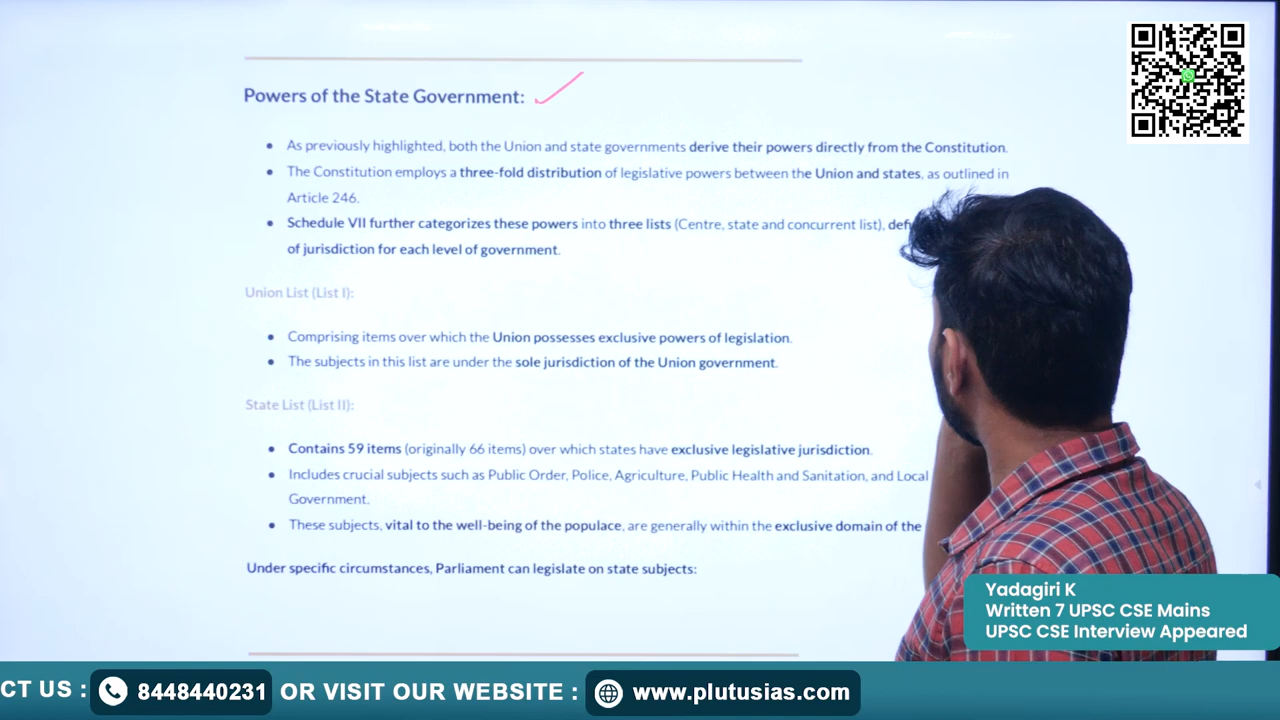 Powers of the State Government:
As previously highlighted, both the Union and state governments derive their powers directly from the Constitution.
The Constitution employs a three-fold distribution of legislative powers between the Union and states, as outlined in
Article 246.
Schedule VII further categorizes these powers into three lists (Centre, state and concurrent list),
of jurisdiction for each level of government.
Union List (List I):
Comprising items over which the Union possesses exclusive powers of legislation.
The subjects in this list are under the sole jurisdiction of the Union government.
State List (List II):
Contains 59 items (originally 66 items) over which states have exclusive legislative jurisdiction.
Includes crucial subjects such as Public Order, Police, Agriculture, Public Health and Sanitation, and Local
Government.
These subjects, vital to the well-being of the populace, are generally within the exclusive domain of the
Under specific circumstances, Parliament can legislate on state subjects:
Yadagiri K
Written 7 UPSC CSE Mains
UPSC CSE Interview Appeared
CT US : 8448440231 OR VISIT OUR WEBSITE : www.plutusias.com